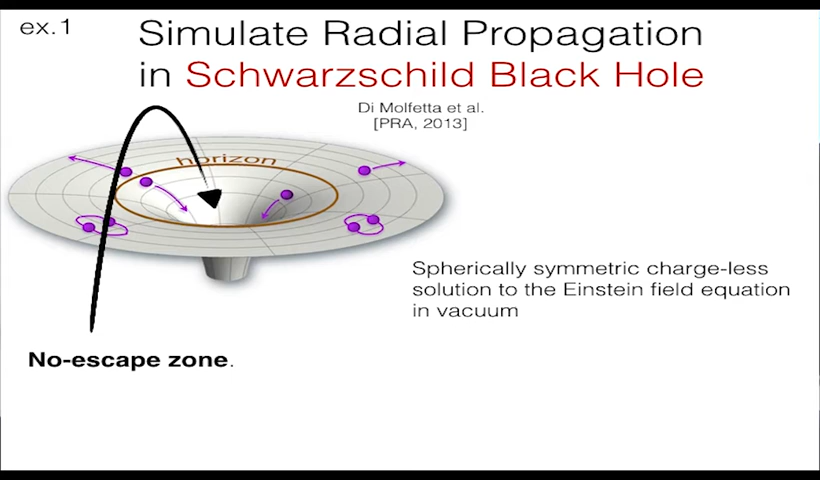 ex.1
Simulate Radial Propagation
in Schwarzschild Black Hole
Di Molfetta et al.
[PRA, 2013]
horizon
Spherically symmetric charge-less
solution to the Einstein field equation
in vacuum
No-escape zone.